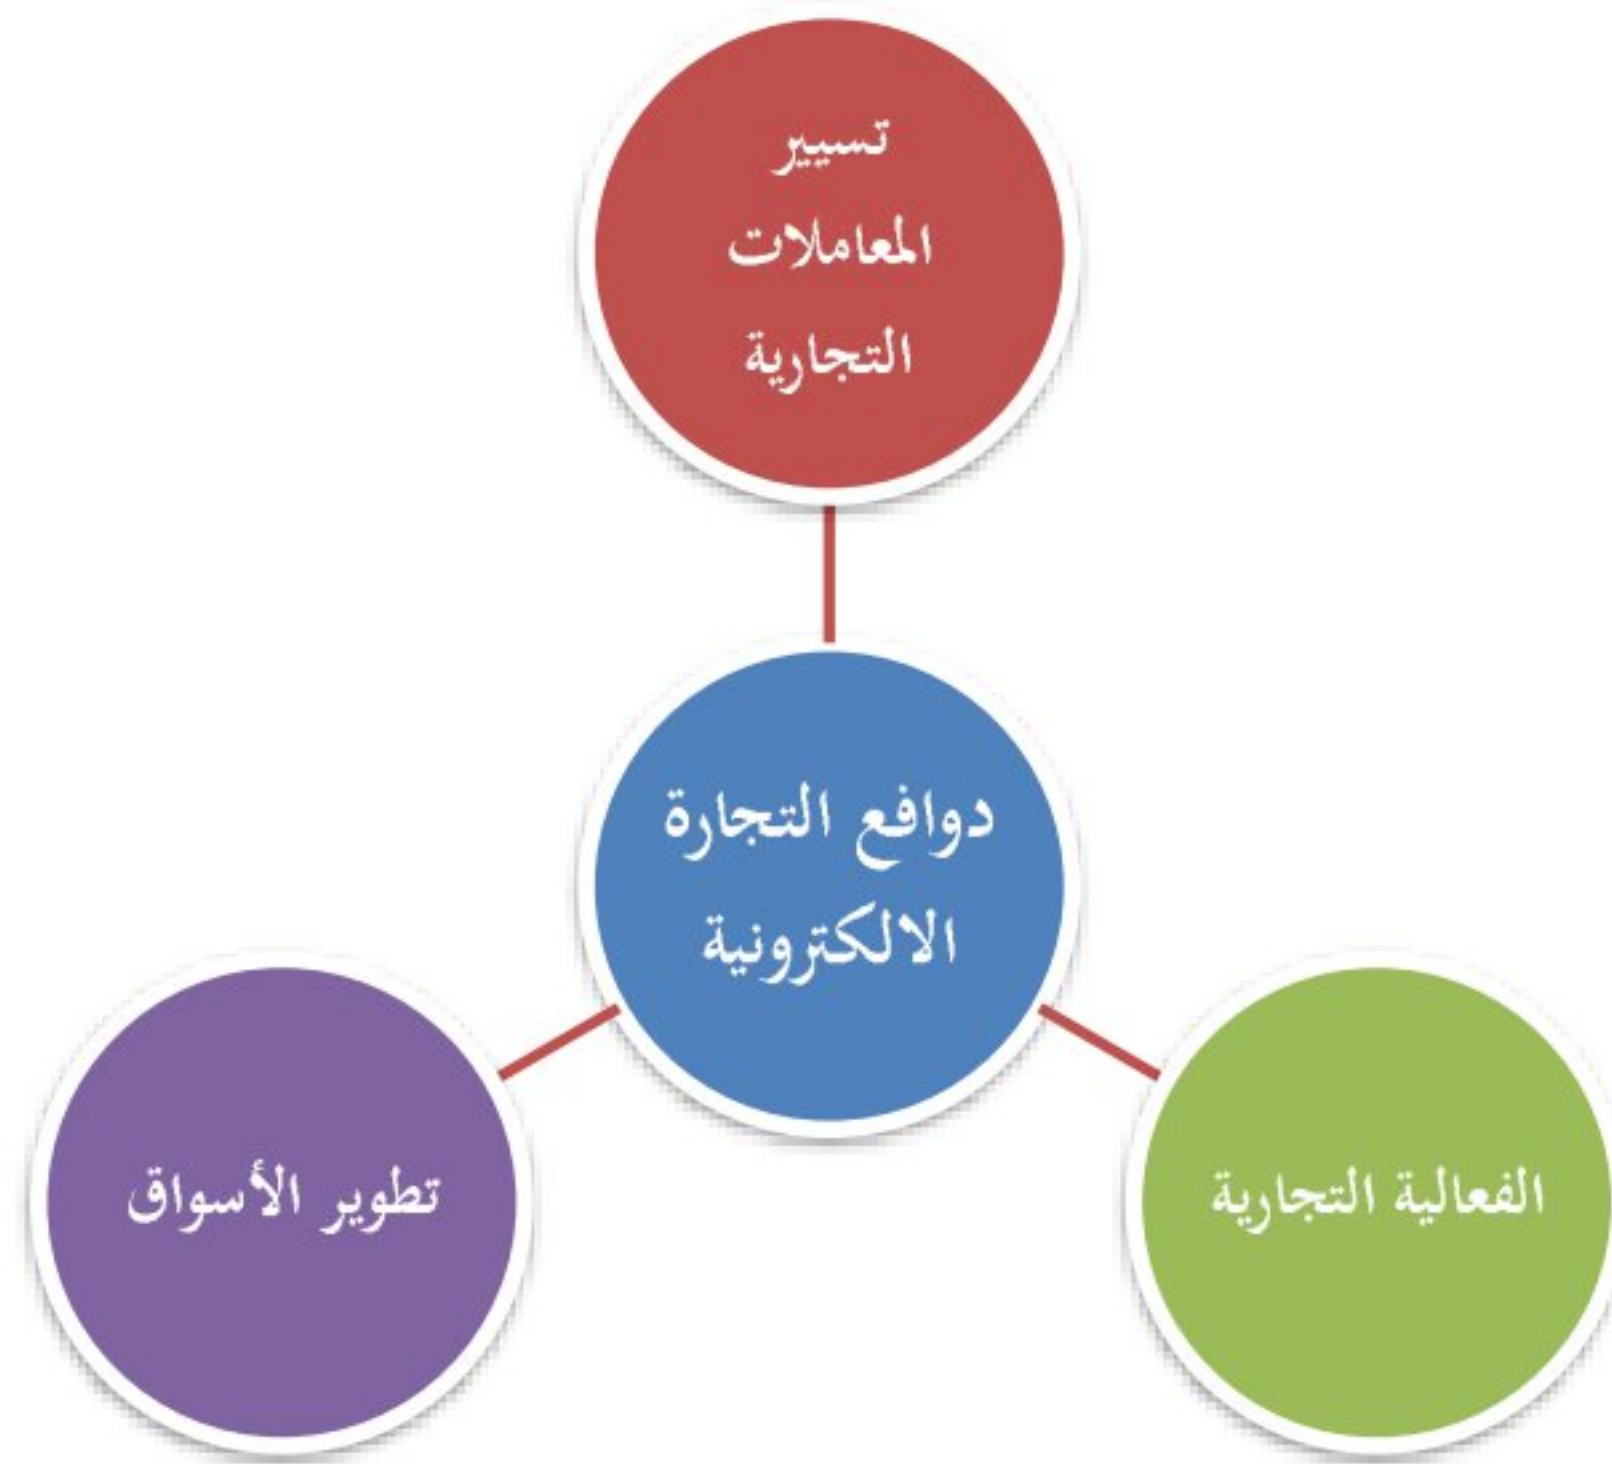 تسيير
المعاملات
التجارية
دوافع التجارة
الالكترونية
الفعالية التجارية
تطوير الأسواق